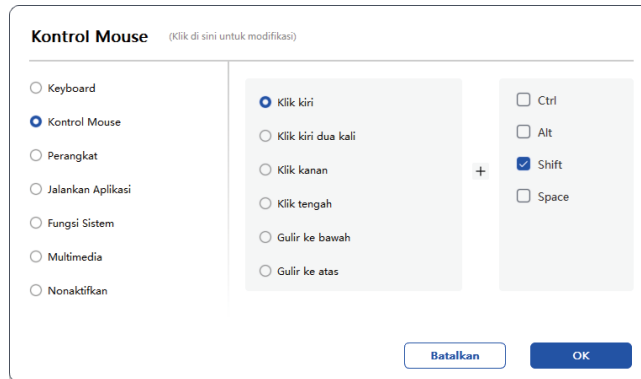 Kontrol Mouse (Klik di sini untuk modifikasi)
Keyboard
Kontrol Mouse
Perangkat
Jalankan Aplikasi
Fungsi Sistem
Multimedia
Nonaktifkan
Klik kiri
Klik kiri dua kali
Klik kanan
Klik tengah
Gulir ke bawah
Gulir ke atas
+
Ctrl
Alt
Shift
Space
Batalkan
OK